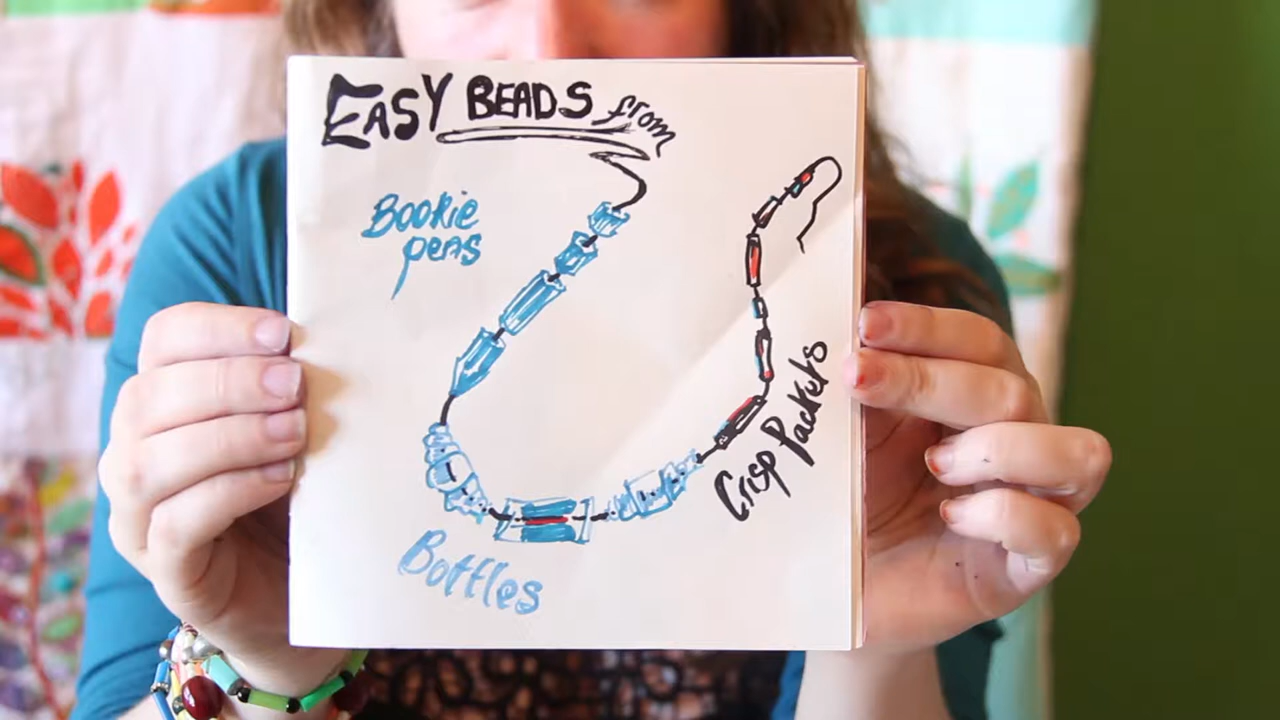 EASY BEADS from
Bookie
pens
Bottles
Crisp Packets